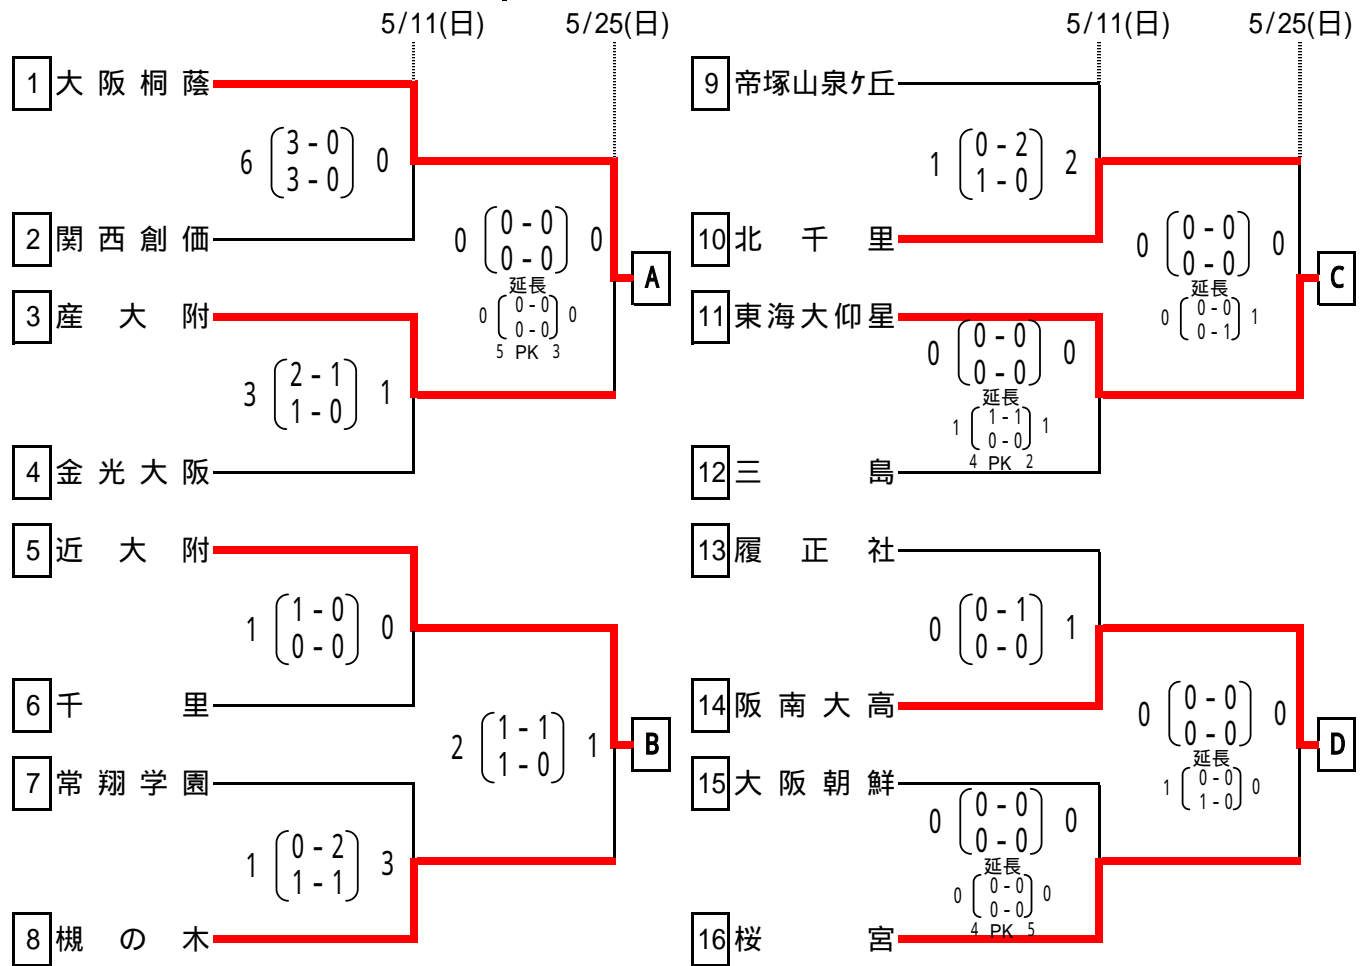 5/11(日) 5/25(日)
1 大阪桐蔭
6 3-0 0
3-0
2 関西創価
0 0-0 0
0-0
延長
0 0-0 0
0-0
5 PK 3
A
3 産大附
3 2-1 1
1-0
4 金光大阪
5 近大附
1 1-0 0
0-0
6 千里
2 1-1 1
1-0
B
7 常翔学園
1 0-2 3
1-1
8 槻の木
5/11(日) 5/25(日)
9 帝塚山泉ケ丘
1 0-2 2
1-0
10 北千里
0 0-0 0
0-0
延長
0 0-0 1
0-1
C
11 東海大仰星
0 0-0 0
0-0
延長
1 1-1 1
0-0
4 PK 2
12 三島
13 履正社
0 0-1 1
0-0
14 阪南大高
0 0-0 0
0-0
延長
1 0-0 0
1-0
D
15 大阪朝鮮
0 0-0 0
0-0
延長
0 0-0 0
0-0
4 PK 5
16 桜宮